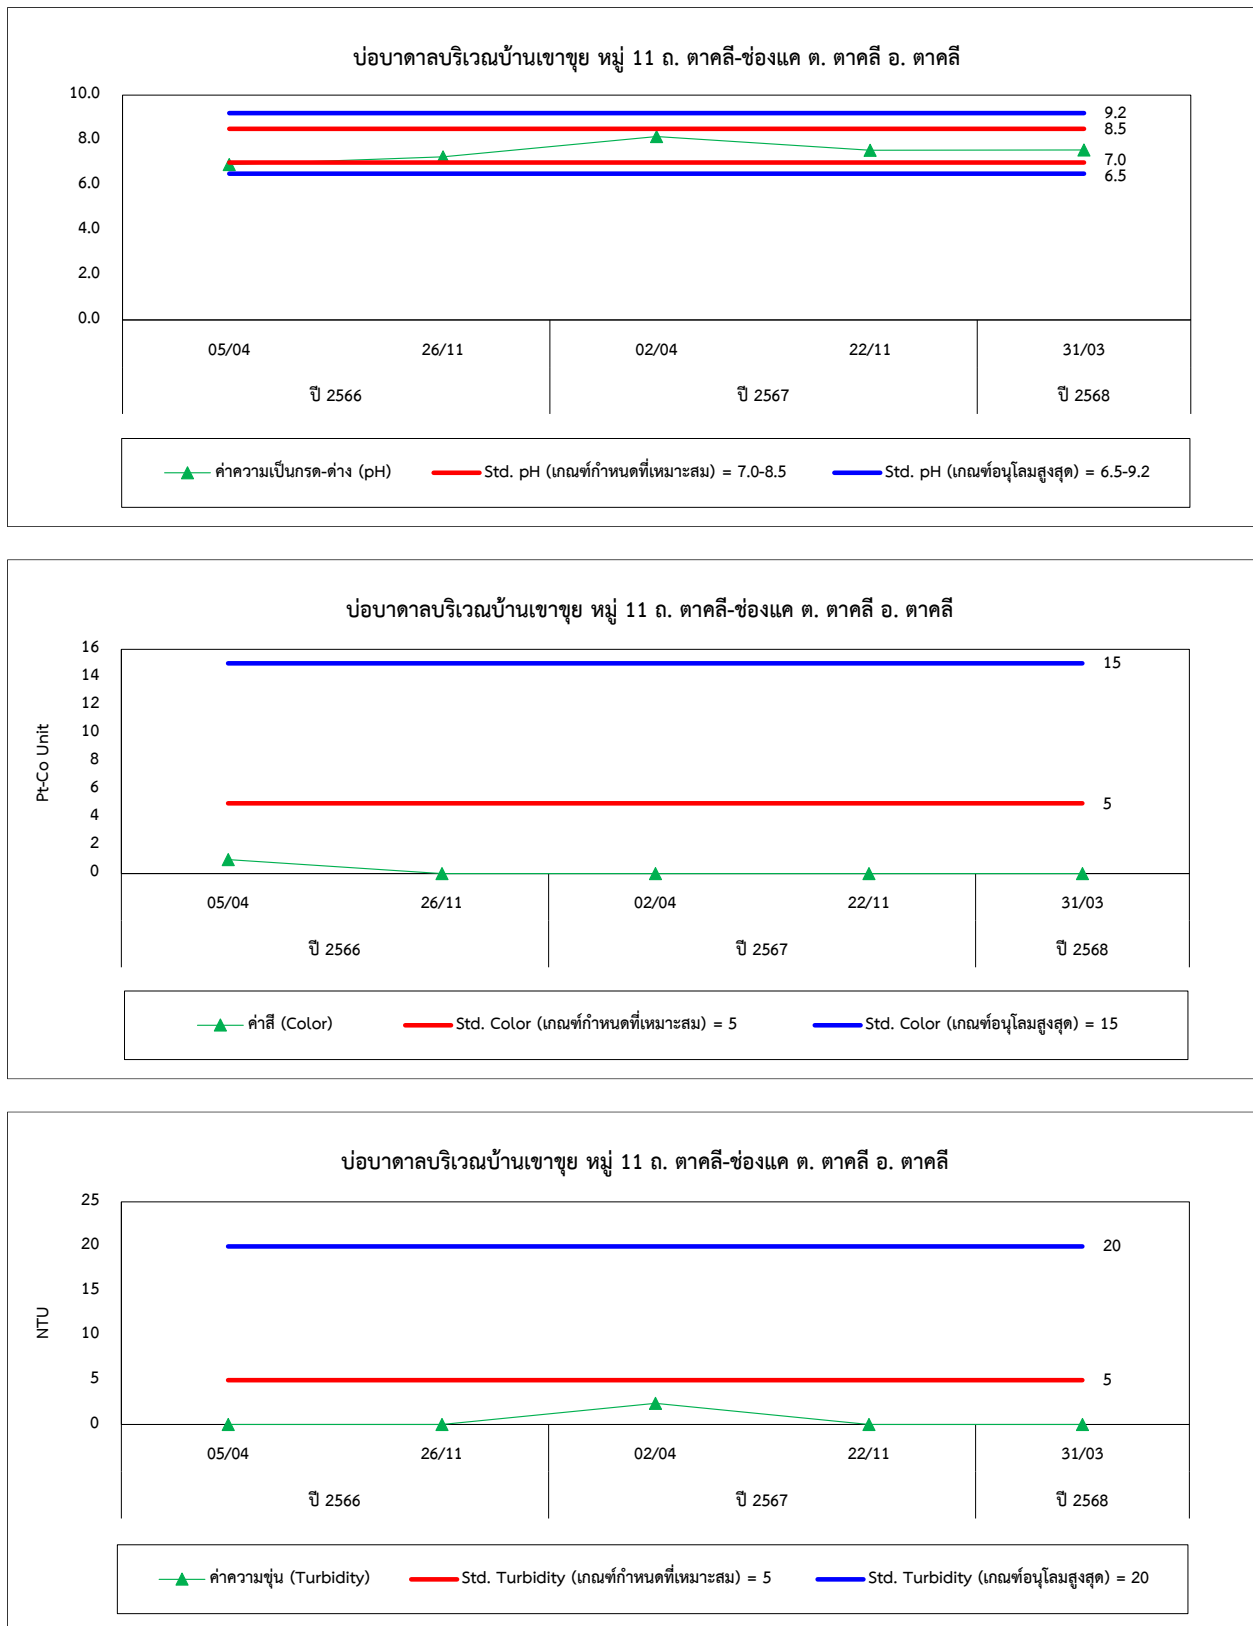 บ่อบาดาลบริเวณบ้านเขาขุย หมู่ 11 ถ. ตาคลี-ช่องแค ต. ตาคลี อ. ตาคลี
10.0
8.0
6.0
4.0
2.0
0.0
9.2
8.5
7.0
6.5
05/04 26/11 02/04 22/11 31/03
ปี 2566 ปี 2567 ปี 2568
ค่าความเป็นกรด-ด่าง (pH) Std. pH (เกณฑ์กำหนดที่เหมาะสม) = 7.0-8.5 Std. pH (เกณฑ์อนุโลมสูงสุด) = 6.5-9.2
บ่อบาดาลบริเวณบ้านเขาขุย หมู่ 11 ถ. ตาคลี-ช่องแค ต. ตาคลี อ. ตาคลี
Pt-Co Unit
16
14
12
10
8
6
4
2
0
15
5
05/04 26/11 02/04 22/11 31/03
ปี 2566 ปี 2567 ปี 2568
ค่าสี (Color) Std. Color (เกณฑ์กำหนดที่เหมาะสม) = 5 Std. Color (เกณฑ์อนุโลมสูงสุด) = 15
บ่อบาดาลบริเวณบ้านเขาขุย หมู่ 11 ถ. ตาคลี-ช่องแค ต. ตาคลี อ. ตาคลี
NTU
25
20
15
10
5
0
20
5
05/04 26/11 02/04 22/11 31/03
ปี 2566 ปี 2567 ปี 2568
ค่าความขุ่น (Turbidity) Std. Turbidity (เกณฑ์กำหนดที่เหมาะสม) = 5 Std. Turbidity (เกณฑ์อนุโลมสูงสุด) = 20